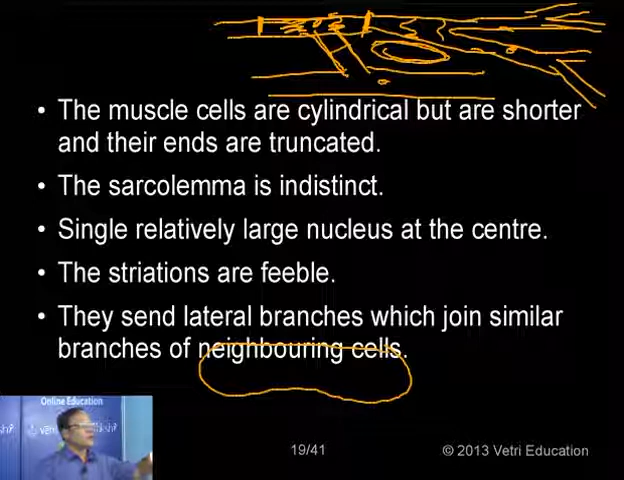 • The muscle cells are cylindrical but are shorter
and their ends are truncated.
• The sarcolemma is indistinct.
• Single relatively large nucleus at the centre.
• The striations are feeble.
• They send lateral branches which join similar
branches of neighbouring cells.
Online Education
19/41
© 2013 Vetri Education